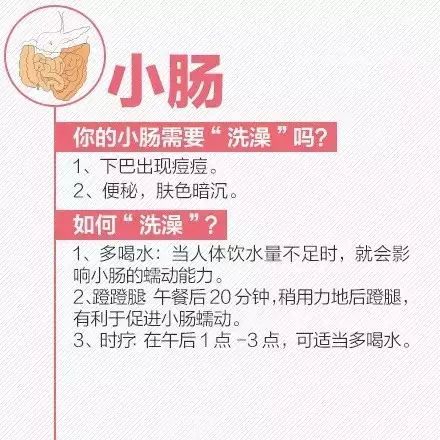 小肠
你的小肠需要“洗澡”吗?
1、下巴出现痘痘。
2、便秘，肤色暗沉。
如何“洗澡”?
1、多喝水：当人体饮水量不足时，就会影
响小肠的蠕动能力。
2、蹬蹬腿：午餐后20分钟，稍用力地后蹬腿，
有利于促进小肠蠕动。
3、时疗：在午后1点-3点，可适当多喝水。